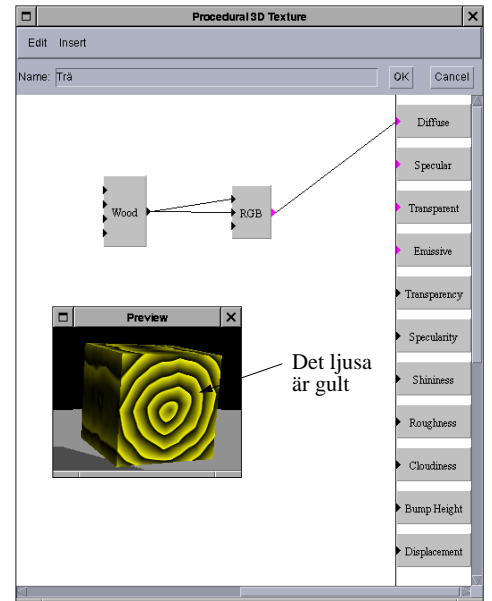 Procedural 3D Texture
Edit Insert
Name: Trä OK Cancel
Diffuse
Specular
Wood RGB Transparent
Emissive
Transparency
Preview
Specularity
Det ljusa
är gult
Shininess
Roughness
Cloudiness
Bump Height
Displacement